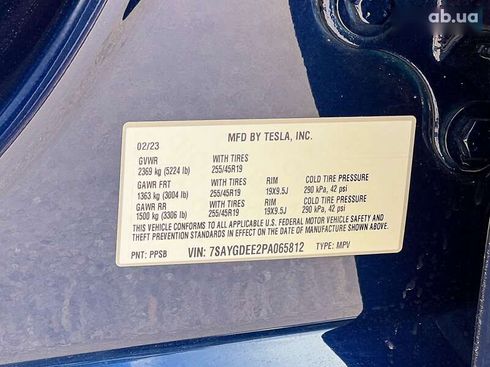 ab.ua
MFD BY TESLA, INC.
02/23
GVWR WITH TIRES
2369 kg (5224 lb) 255/45R19
GAWR FRT WITH TIRES RIM COLD TIRE PRESSURE
1363 kg (3004 lb) 255/45R19 19X9.5J 290 kPa, 42 psi
GAWR RR WITH TIRES RIM COLD TIRE PRESSURE
1500 kg (3306 lb) 255/45R19 19X9.5J 290 kPa, 42 psi
THIS VEHICLE CONFORMS TO ALL APPLICABLE U.S. FEDERAL MOTOR VEHICLE SAFETY AND
THEFT PREVENTION STANDARDS IN EFFECT ON THE DATE OF MANUFACTURE SHOWN ABOVE.
PNT: PPSB VIN: 7SAYGDEE2PA065812 TYPE: MPV